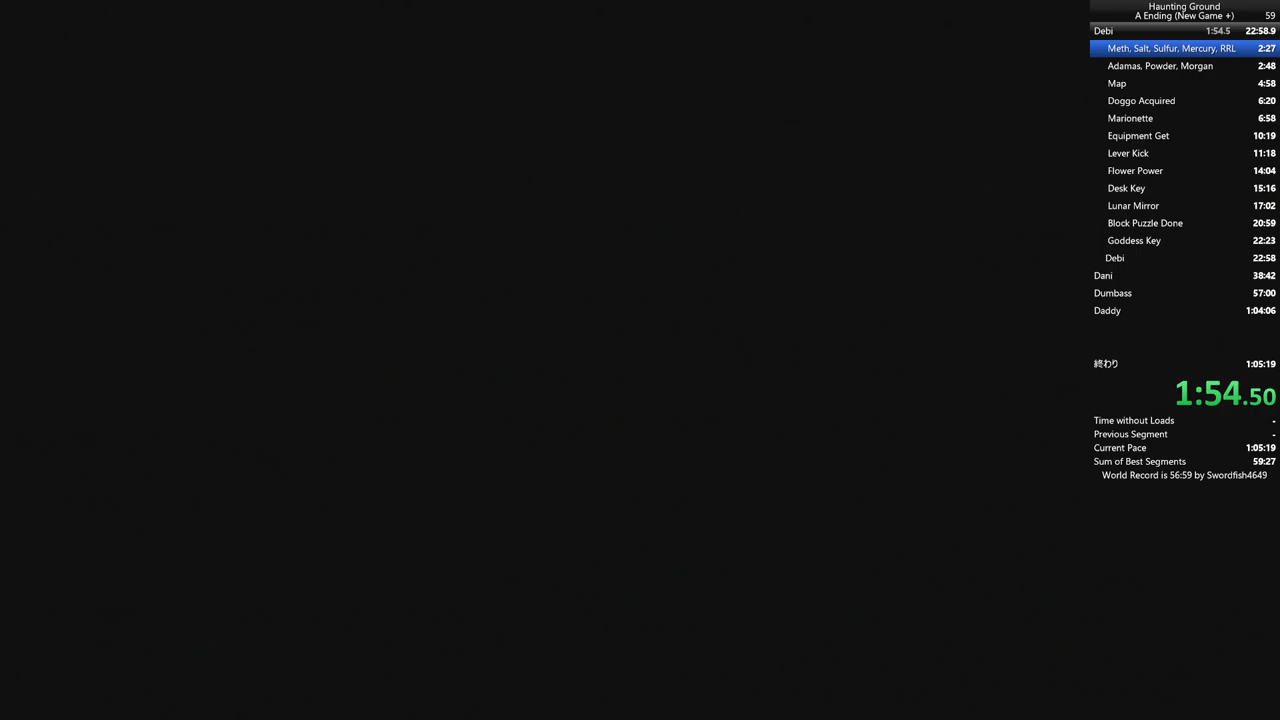 Haunting Ground
A Ending (New Game +) 59
Debi 1:54.5 22:58.9
Meth, Salt, Sulfur, Mercury, RRL 2:27
Adamas, Powder, Morgan 2:48
Map 4:58
Doggo Acquired 6:20
Marionette 6:58
Equipment Get 10:19
Lever Kick 11:18
Flower Power 14:04
Desk Key 15:16
Lunar Mirror 17:02
Block Puzzle Done 20:59
Goddess Key 22:23
Debi 22:58
Dani 38:42
Dumbass 57:00
Daddy 1:04:06
終わり 1:05:19
1:54.50
Time without Loads -
Previous Segment -
Current Pace 1:05:19
Sum of Best Segments 59:27
World Record is 56:59 by Swordfish4649